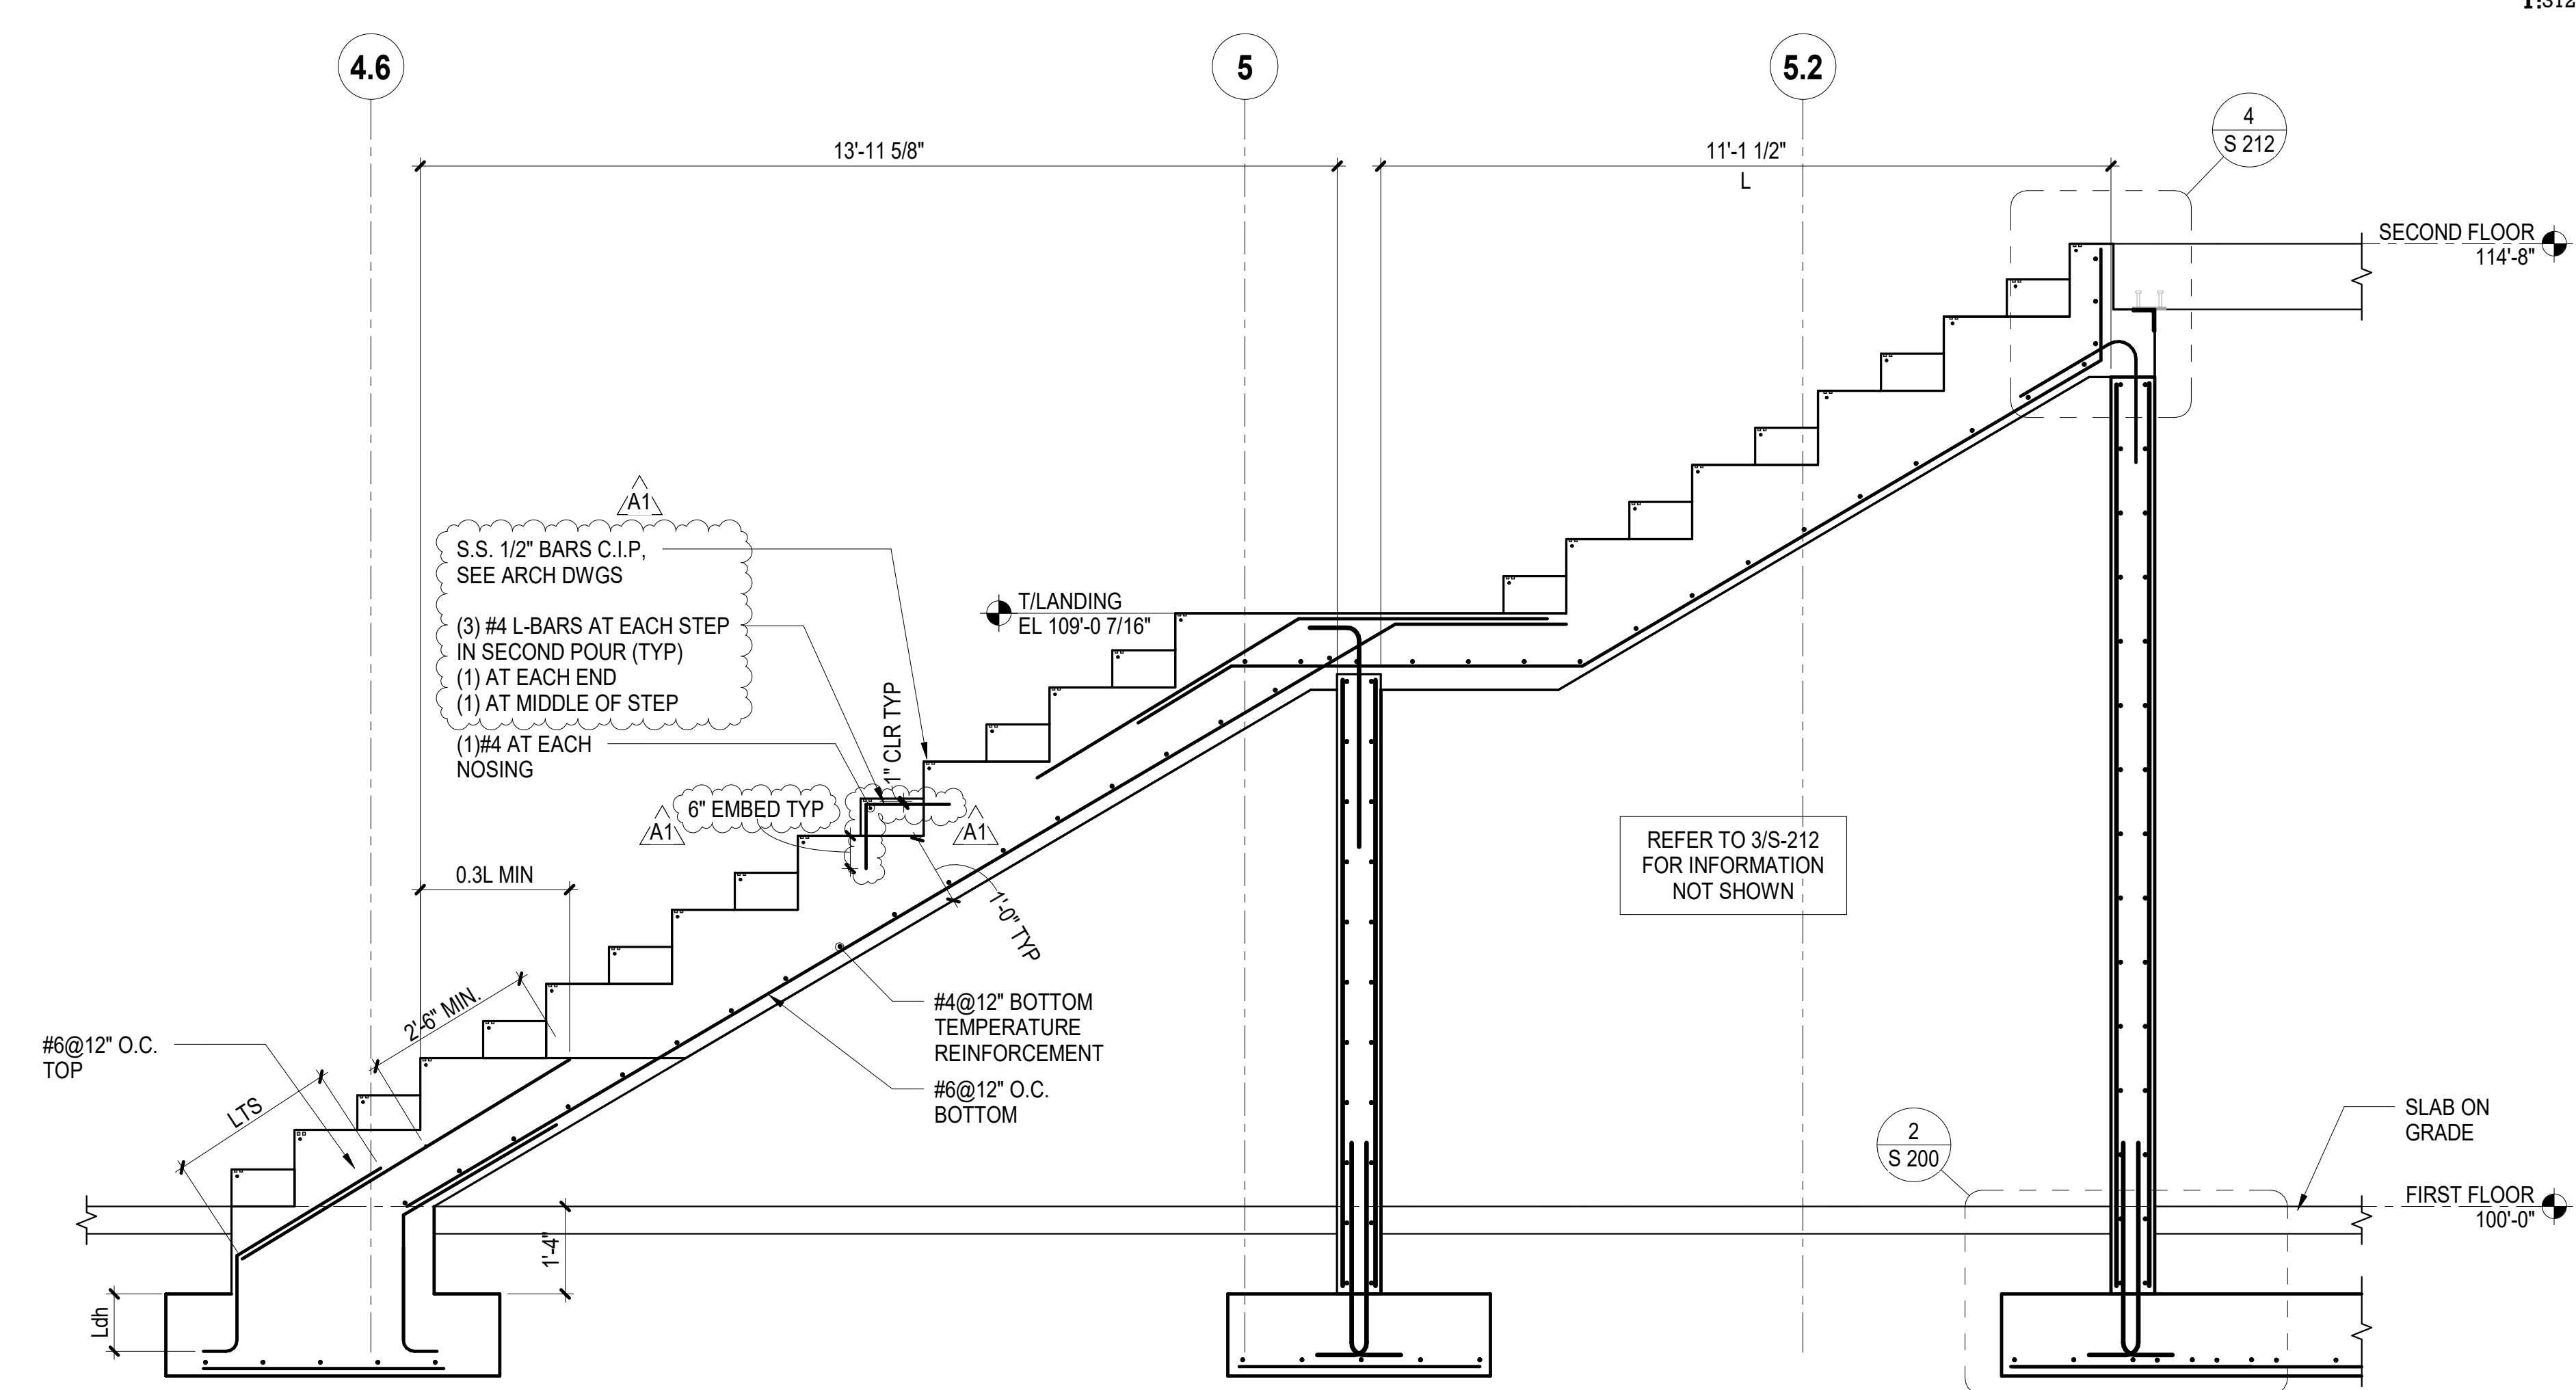 4.6
5
5.2
13'-11 5/8"
11'-1 1/2"
L
4
S 212
SECOND FLOOR
114'-8"
A1
S.S. 1/2" BARS C.I.P,
SEE ARCH DWGS
(3) #4 L-BARS AT EACH STEP
IN SECOND POUR (TYP)
(1) AT EACH END
(1) AT MIDDLE OF STEP
(1)#4 AT EACH
NOSING
T/LANDING
EL 109'-0 7/16"
1" CLR TYP
6" EMBED TYP
A1
A1
REFER TO 3/S-212
FOR INFORMATION
NOT SHOWN
0.3L MIN
1'-0" TYP
2'-6" MIN.
#6@12" O.C.
TOP
LTS
#4@12" BOTTOM
TEMPERATURE
REINFORCEMENT
#6@12" O.C.
BOTTOM
SLAB ON
GRADE
2
S 200
FIRST FLOOR
100'-0"
1'-4"
Ldh